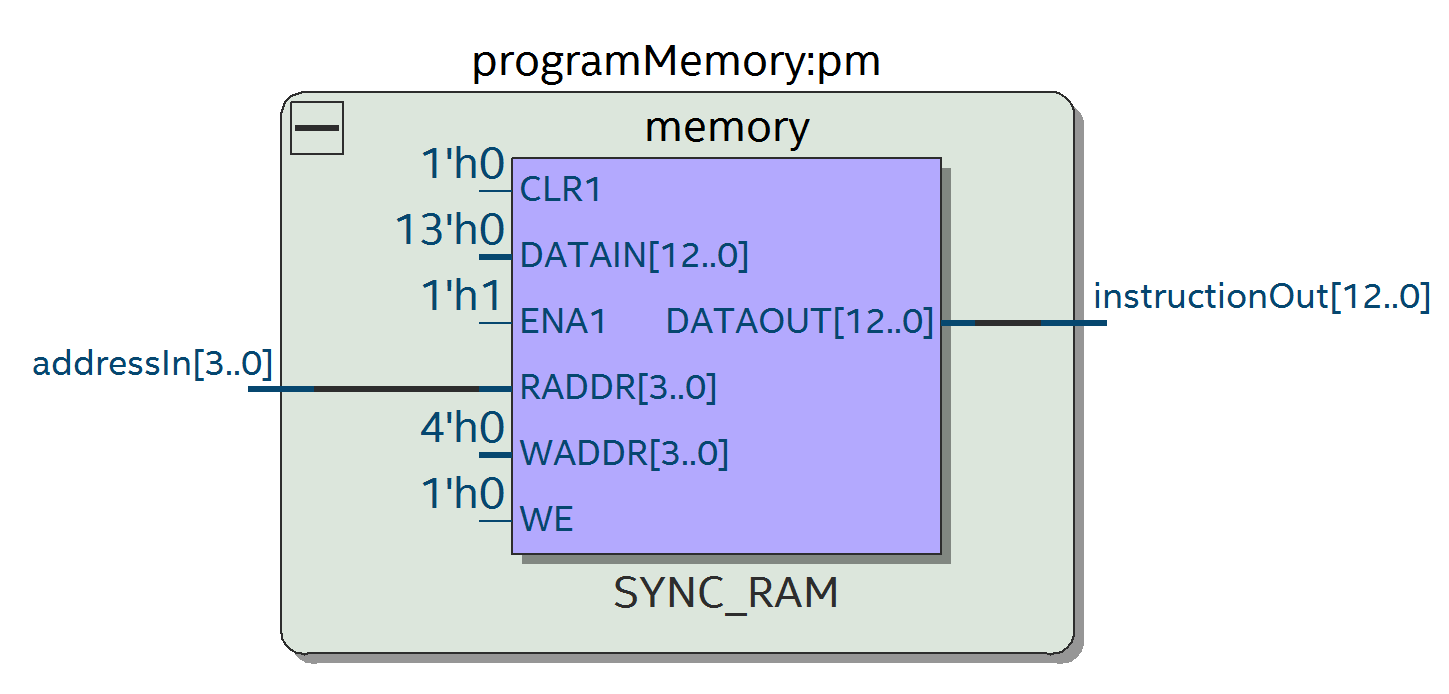 programMemory:pm
memory
1'h0
CLR1
13'h0
DATAIN[12..0]
1'h1
ENA1
DATAOUT[12..0]
instructionOut[12..0]
addressIn[3..0]
RADDR[3..0]
4'h0
WADDR[3..0]
1'h0
WE
SYNC_RAM